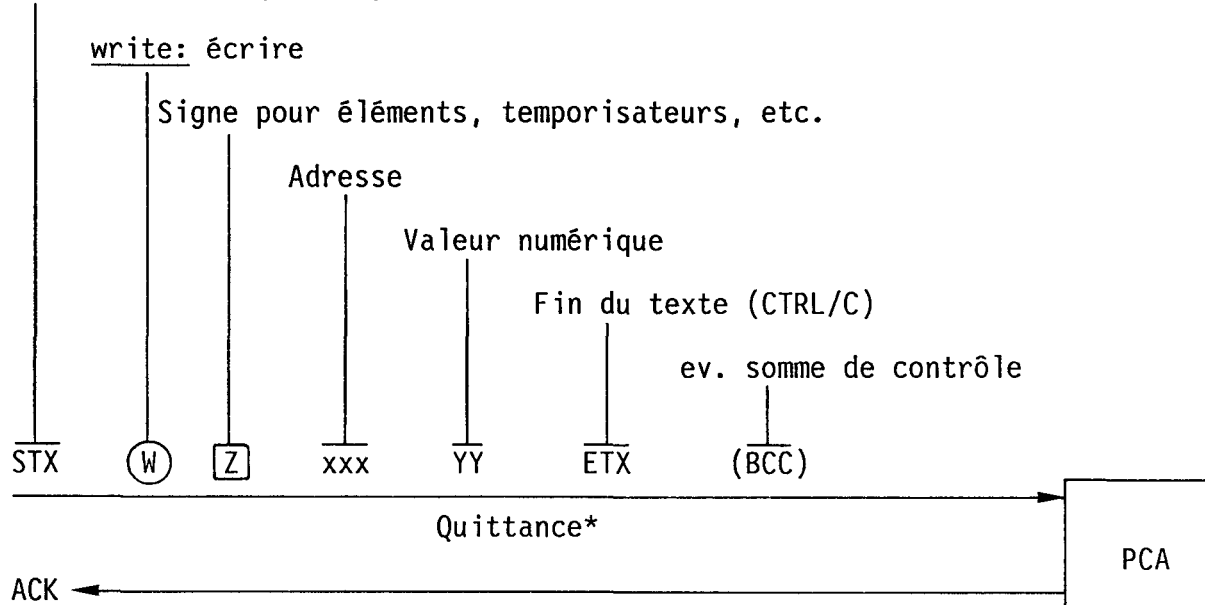 write: écrire
Signe pour éléments, temporisateurs, etc.
Adresse
Valeur numérique
Fin du texte (CTRL/C)
ev. somme de contrôle
STX W Z xxx YY ETX (BCC)
Quittance*
PCA
ACK